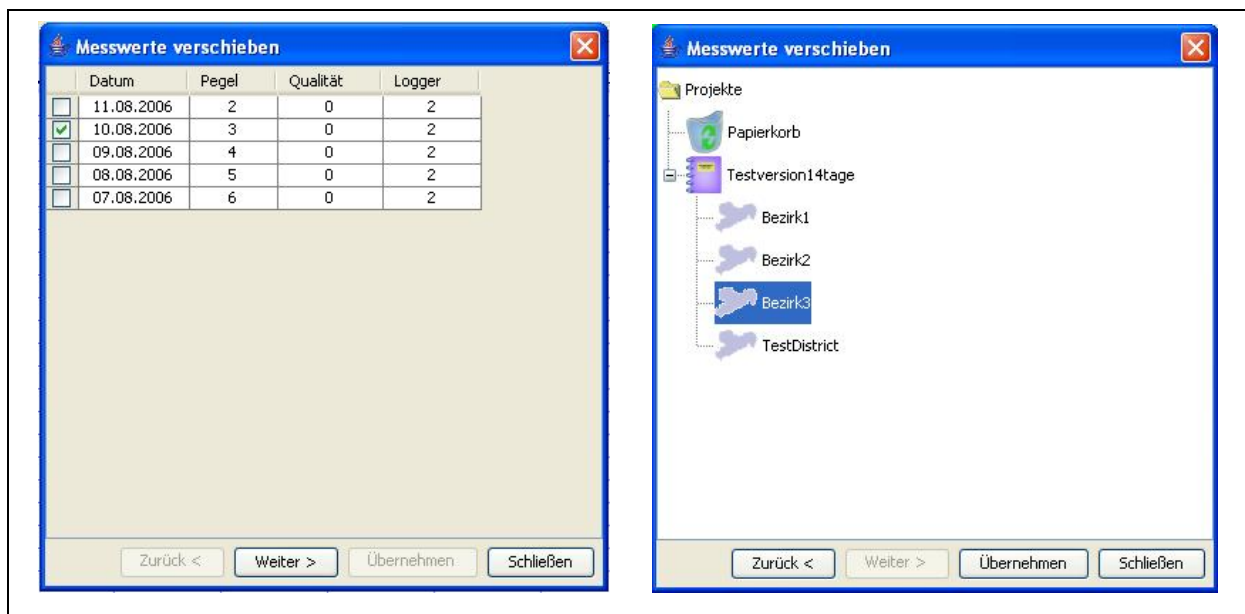 Messwerte verschieben
Datum Pegel Qualität Logger
11.08.2006 2 0 2
10.08.2006 3 0 2
09.08.2006 4 0 2
08.08.2006 5 0 2
07.08.2006 6 0 2
Zurück < Weiter > Übernehmen Schließen
Messwerte verschieben
Projekte
Papierkorb
Testversion14tage
Bezirk1
Bezirk2
Bezirk3
TestDistrict
Zurück < Weiter > Übernehmen Schließen